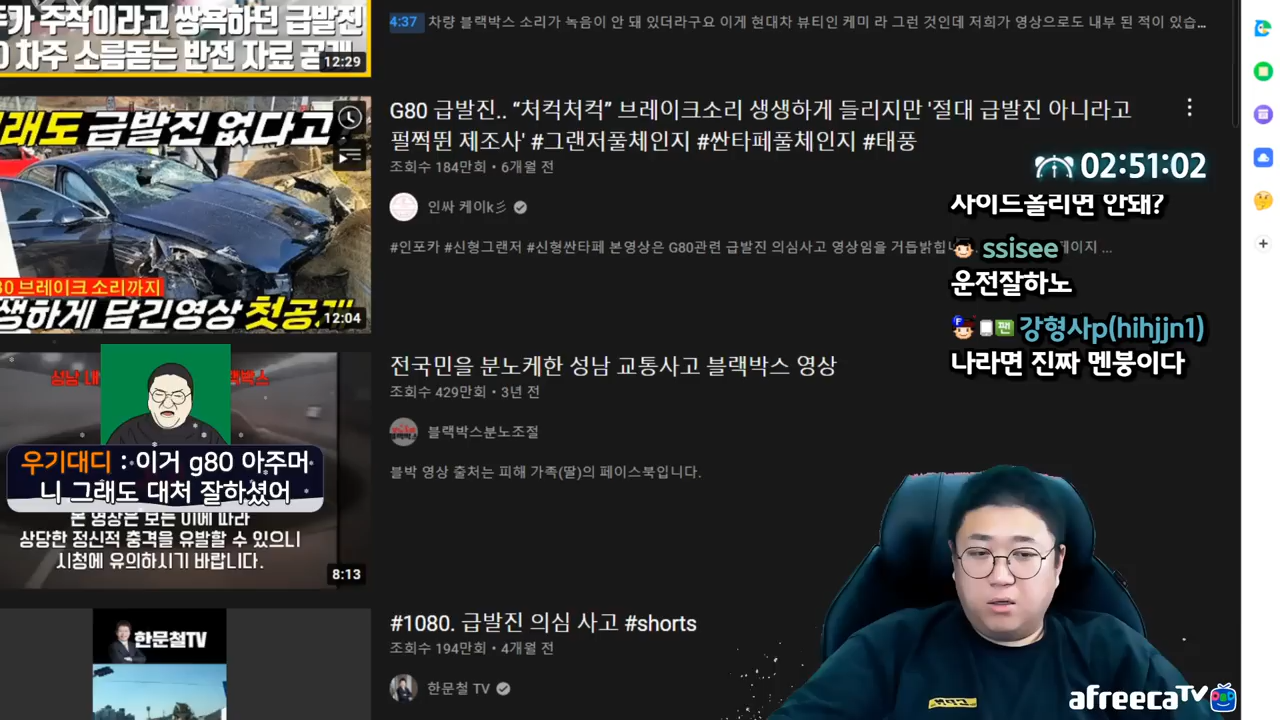 주작이라고 쌍욕하던 급발진
차주 소름돋는 반전 자료 공개
12:29
4:37 차량 블랙박스 소리가 녹음이 안 돼 있더라구요 이게 현대차 뷰티인 케미 라 그런 것인데 저희가 영상으로도 내부 된 적이 있습...
래도 급발진 없다고
80 브레이크 소리까지
생하게 담긴영상 첫공개
12:04
G80 급발진.. “처컥처컥” 브레이크소리 생생하게 들리지만 '절대 급발진 아니라고
펄쩍뛴 제조사' #그랜저풀체인지 #싼타페풀체인지 #태풍
조회수 184만회 • 6개월 전
인싸 케이k彡
#인포카 #신형그랜저 #신형싼타페 본영상은 G80관련 급발진 의심사고 영상임을 거듭밝힙니 페이지 ...
02:51:02
사이드올리면 안돼?
ssisee
운전잘하노
강형사p(hihjjn1)
나라면 진짜 멘붕이다
성남 내 랙박스
우기대디 : 이거 g80 아주머
니 그래도 대처 잘하셨어
본 영상은 보는 이에 따라
상당한 정신적 충격을 유발할 수 있으니
시청에 유의하시기 바랍니다.
8:13
전국민을 분노케한 성남 교통사고 블랙박스 영상
조회수 429만회 • 3년 전
블랙박스분노조절
블박 영상 출처는 피해 가족(딸)의 페이스북입니다.
한문철TV
#1080. 급발진 의심 사고 #shorts
조회수 194만회 • 4개월 전
한문철 TV
afreecaTV